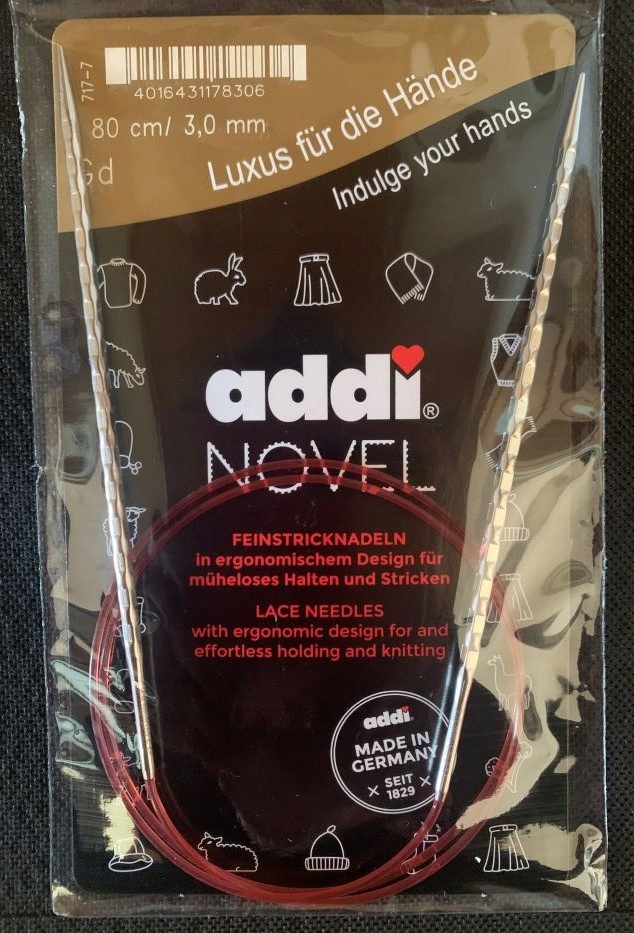 717-7
4016431178306
80 cm/ 3,0 mm
Luxus für die Hände
Indulge your hands
addi®
NOVEL
FEINSTRICKNADELN
in ergonomischem Design für
müheloses Halten und Stricken
LACE NEEDLES
with ergonomic design for and
effortless holding and knitting
addi
MADE IN
GERMANY
SEIT
1829